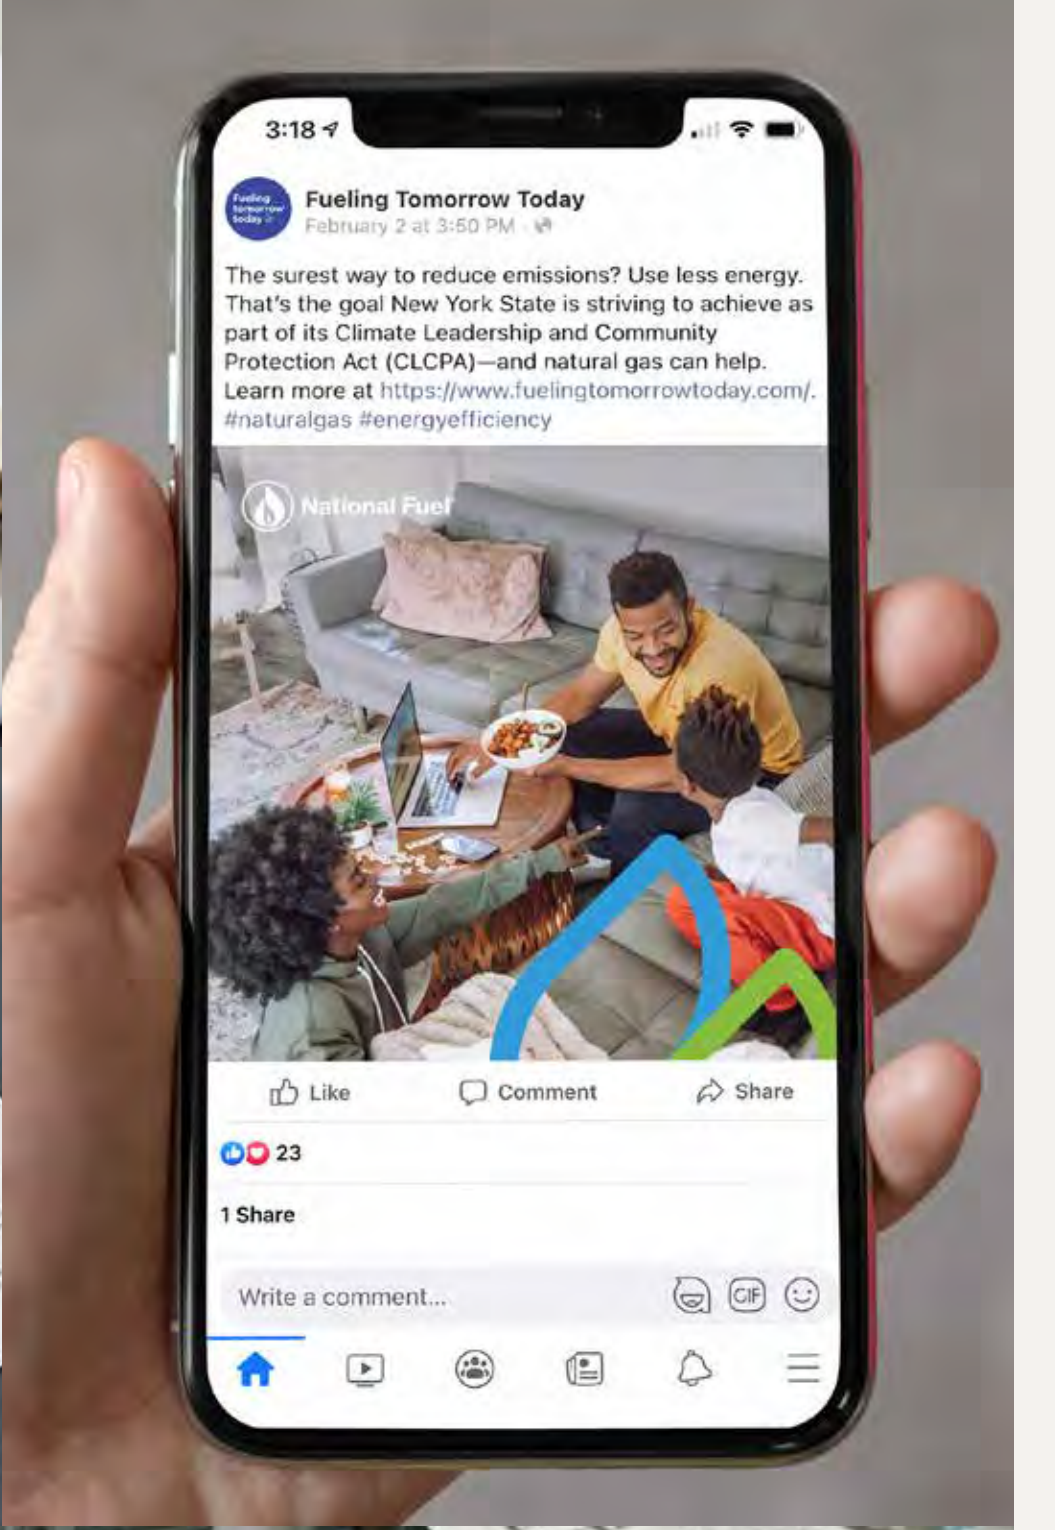 3:18
Fueling
tomorrow
today
Fueling Tomorrow Today
February 2 at 3:50 PM
The surest way to reduce emissions? Use less energy.
That's the goal New York State is striving to achieve as
part of its Climate Leadership and Community
Protection Act (CLCPA)—and natural gas can help.
Learn more at https://www.fuelingtomorrowtoday.com/.
#naturalgas #energyefficiency
National Fuel
Like
Comment
Share
23
1 Share
Write a comment...
GIF